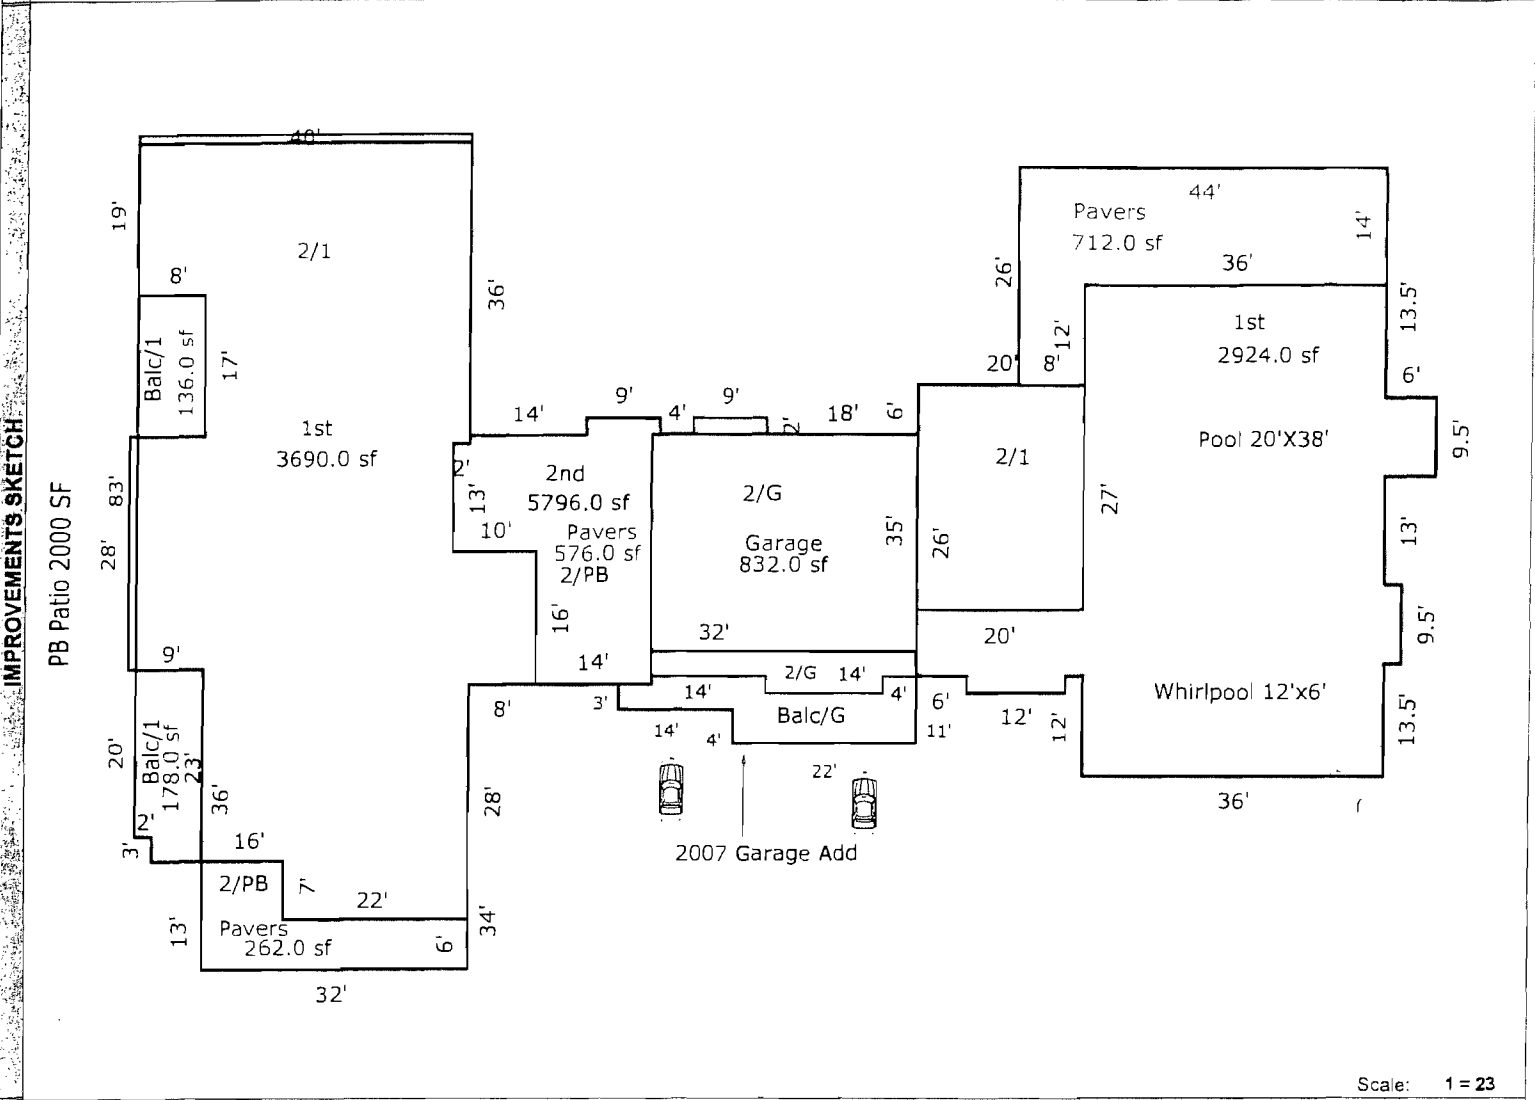 IMPROVEMENTS SKETCH
PB Patio 2000 SF
40'
19'
2/1
8'
36'
Balc/1
136.0 sf
17'
1st
3690.0 sf
83'
28'
2'
13'
10'
14'
9'
4'
9'
2'
18'
6'
2nd
5796.0 sf
Pavers
576.0 sf
2/PB
16'
14'
2/G
Garage
832.0 sf
35'
32'
2/G
14'
14'
4'
Balc/G
3'
14'
4'
22'
2007 Garage Add
8'
9'
20'
Balc/1
178.0 sf
23'
36'
2'
3'
16'
2/PB
7'
22'
28'
34'
13'
Pavers
262.0 sf
6'
32'
44'
Pavers
712.0 sf
14'
26'
36'
12'
20'
8'
1st
2924.0 sf
13.5'
6'
Pool 20'X38'
9.5'
2/1
27'
26'
13'
20'
9.5'
Whirlpool 12'x6'
6'
11'
12'
12'
13.5'
36'
Scale: 1 = 23